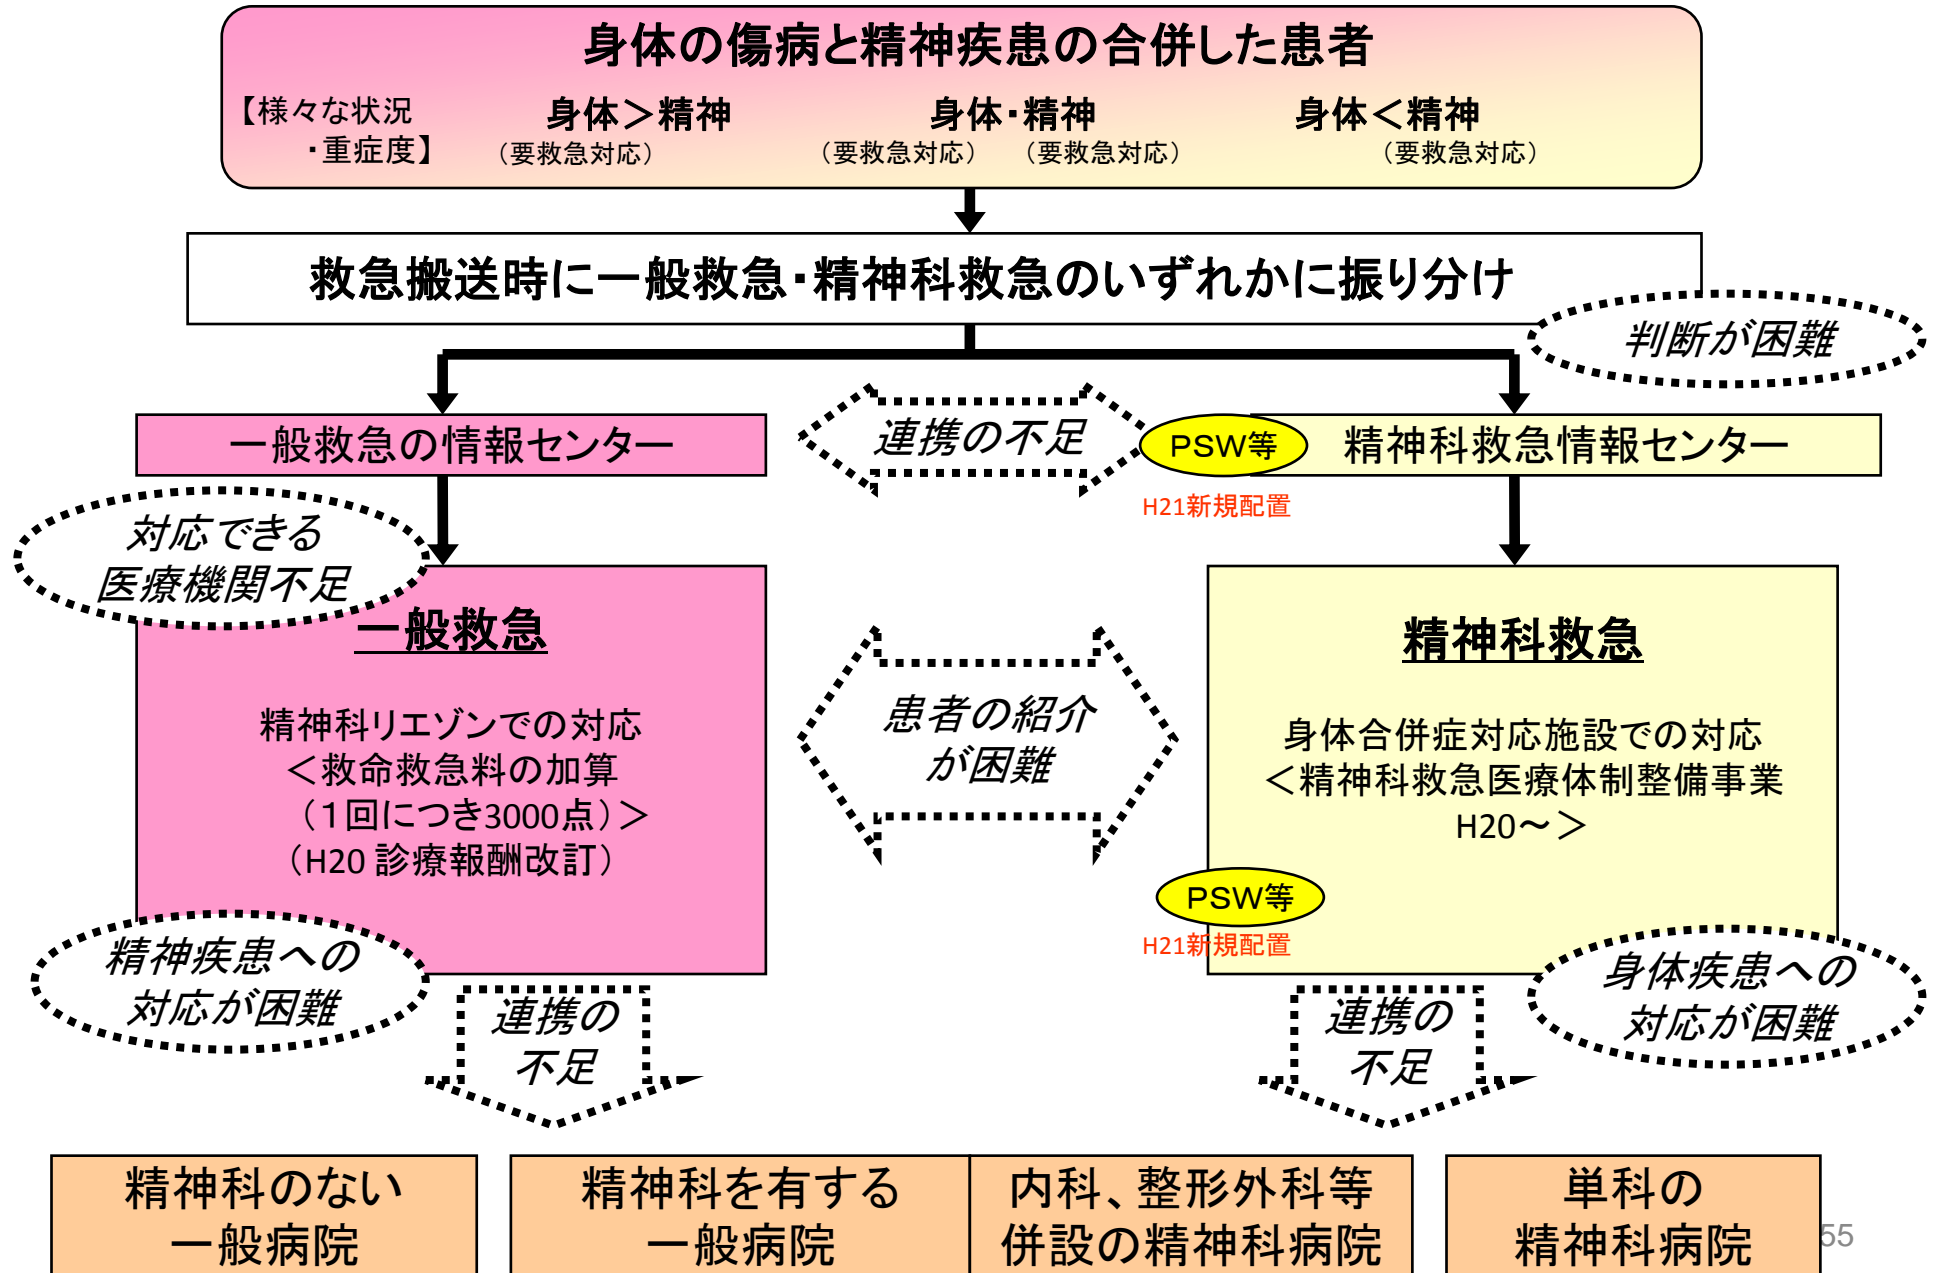 身体の傷病と精神疾患の合併した患者
【様々な状況
・重症度】
身体＞精神
（要救急対応）
身体・精神
（要救急対応）　（要救急対応）
身体＜精神
（要救急対応）
救急搬送時に一般救急・精神科救急のいずれかに振り分け
判断が困難
一般救急の情報センター
連携の不足
PSW等
精神科救急情報センター
H21新規配置
対応できる
医療機関不足
一般救急
精神科リエゾンでの対応
＜救命救急料の加算
（１回につき3000点）＞
（H20 診療報酬改訂）
患者の紹介
が困難
精神科救急
身体合併症対応施設での対応
＜精神科救急医療体制整備事業
H20～＞
PSW等
H21新規配置
精神疾患への
対応が困難
連携の
不足
連携の
不足
身体疾患への
対応が困難
精神科のない
一般病院
精神科を有する
一般病院
内科、整形外科等
併設の精神科病院
単科の
精神科病院
55